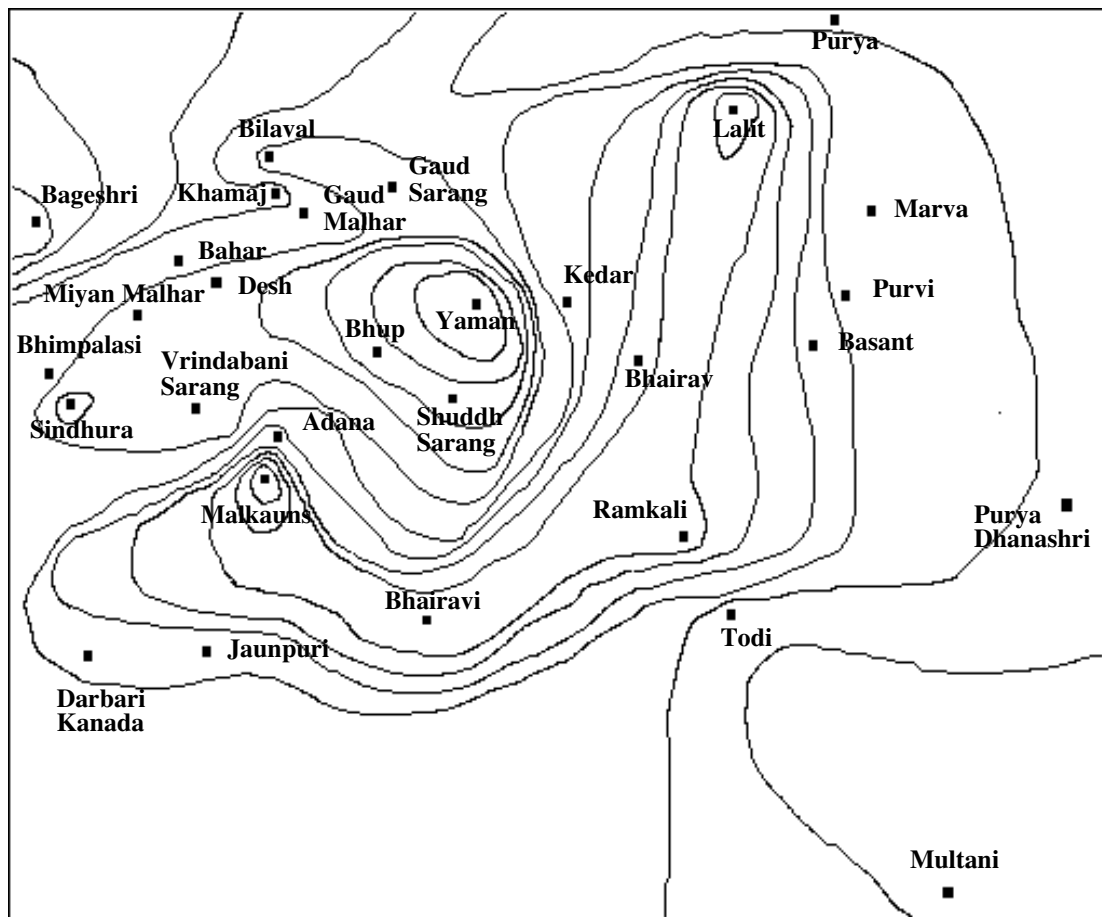 Purya
Lalit
Bilaval
Gaud
Sarang
Khamaj
Gaud
Malhar
Bageshri
Marva
Bahar
Desh
Miyan Malhar
Kedar
Purvi
Yaman
Bhup
Basant
Bhimpalasi
Vrindabani
Sarang
Bhairav
Shuddh
Sarang
Sindhura
Adana
Malkauns
Ramkali
Purya
Dhanashri
Bhairavi
Todi
Jaunpuri
Darbari
Kanada
Multani